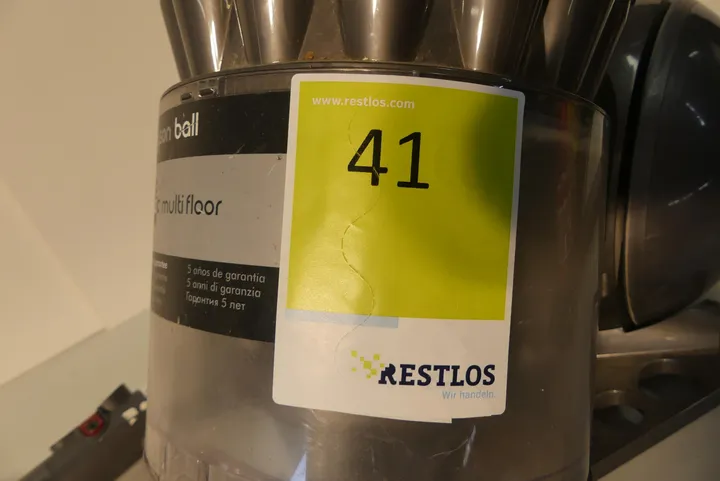 www.restlos.com
41
ball
multi floor
5 años de garantía
5 anni di garanzia
Гарантия 5 лет
RESTLOS
Wir handeln.